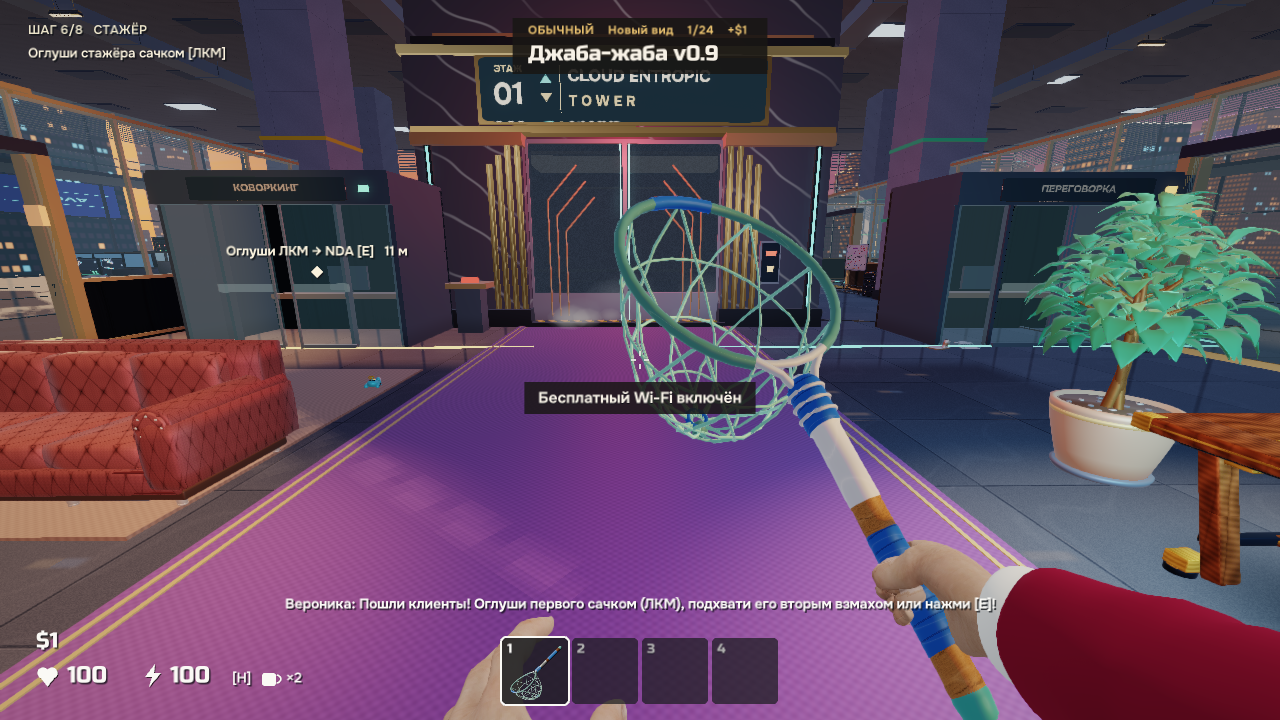 ШАГ 6/8 СТАЖЁР
Оглуши стажёра сачком [ЛКМ]
ОБЫЧНЫЙ Новый вид 1/24 +$1
Джаба-жаба v0.9
ЭТАЖ
01
CLOUD ENTROPIC
TOWER
КОВОРКИНГ
ПЕРЕГОВОРКА
Оглуши ЛКМ → NDA [E] 11 м
Бесплатный Wi-Fi включён
Вероника: Пошли клиенты! Оглуши первого сачком (ЛКМ), подхвати его вторым взмахом или нажми [E]!
$1
100
100
[H]
×2
1
2
3
4